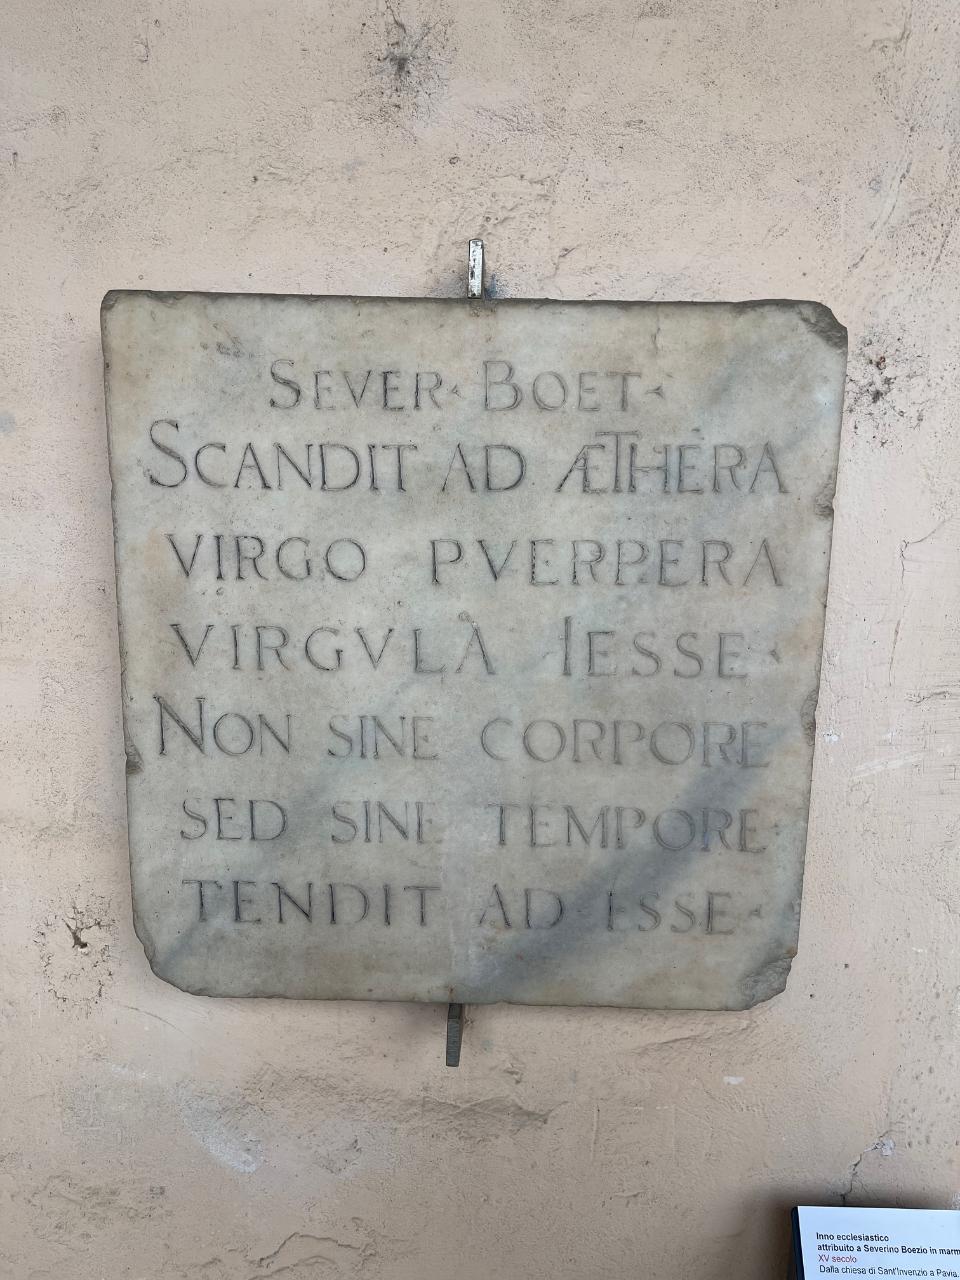 SEVER‹ BOET‹
SCANDIT AD ÆTHERA
VIRGO PVERPERA
VIRGVLA IESSE‹
NON SINE CORPORE
SED SINE TEMPORE
TENDIT AD ESSE‹
Inno ecclesiastico
attribuito a Severino Boezio in marm
XV secolo
Dalla chiesa di Sant'Invenzio a Pavia.